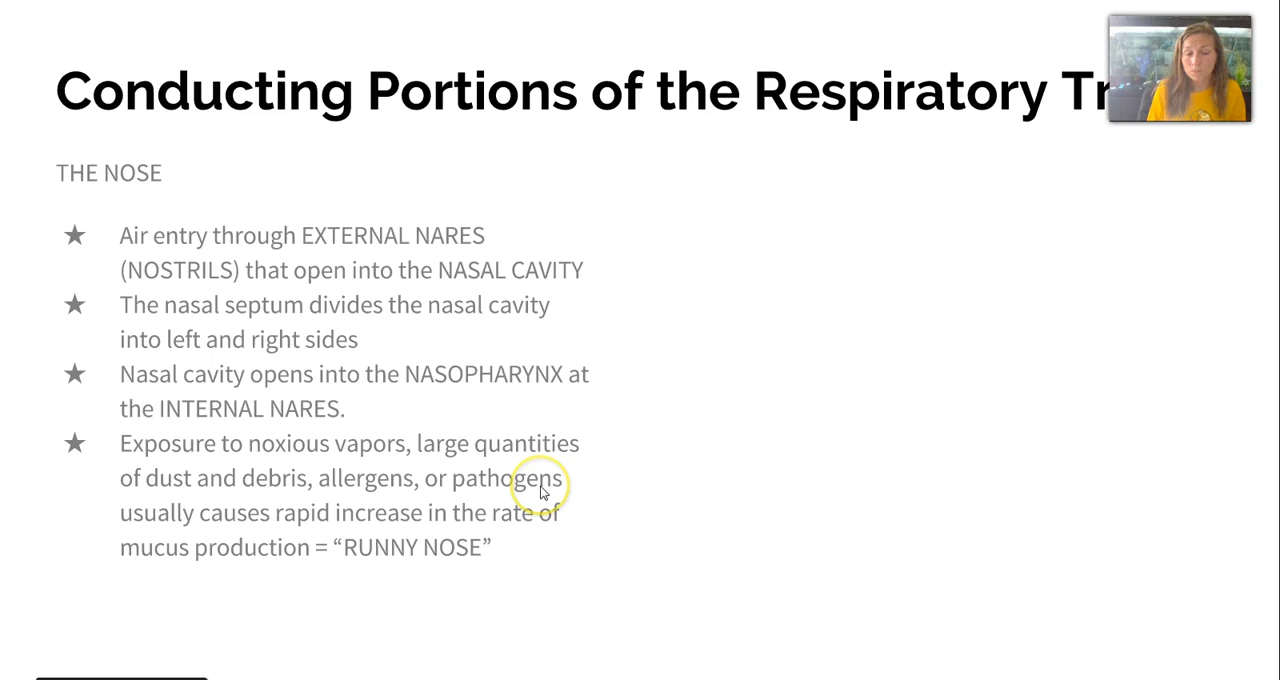 Conducting Portions of the Respiratory
THE NOSE
★ Air entry through EXTERNAL NARES
(NOSTRILS) that open into the NASAL CAVITY
★ The nasal septum divides the nasal cavity
into left and right sides
★ Nasal cavity opens into the NASOPHARYNX at
the INTERNAL NARES.
★ Exposure to noxious vapors, large quantities
of dust and debris, allergens, or pathogens
usually causes rapid increase in the rate of
mucus production = “RUNNY NOSE”